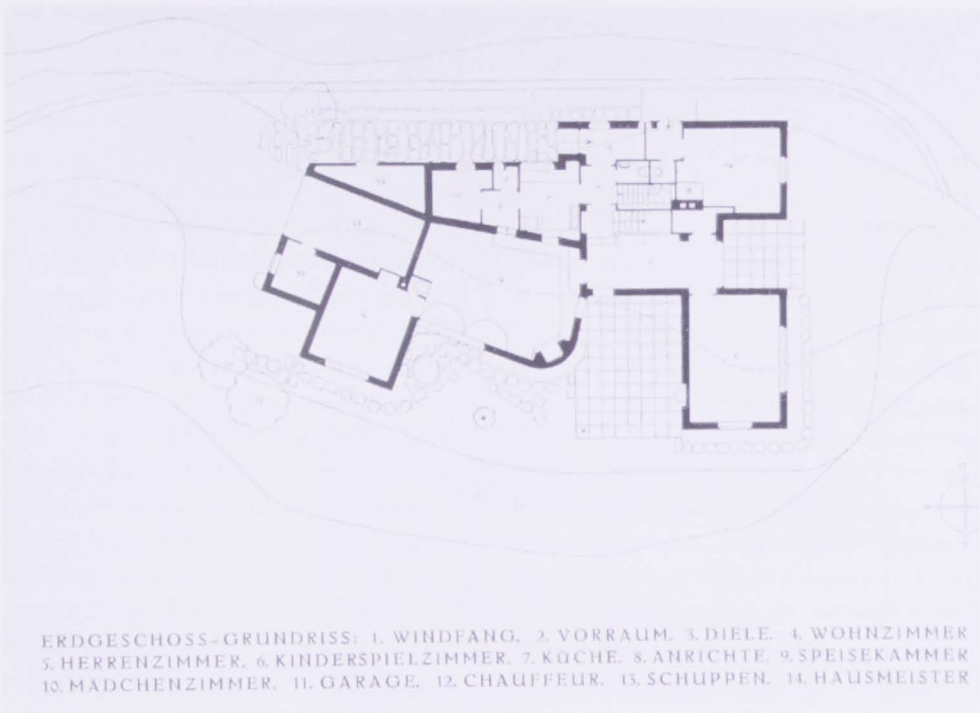 ERDGESCHOSS-GRUNDRISS: 1. WINDFANG. 2. VORRAUM. 3. DIELE. 4. WOHNZIMMER
5. HERRENZIMMER. 6. KINDERSPIELZIMMER. 7. KÜCHE. 8. ANRICHTE. 9. SPEISEKAMMER
10. MÄDCHENZIMMER. 11. GARAGE. 12. CHAUFFEUR. 13. SCHUPPEN. 14. HAUSMEISTER